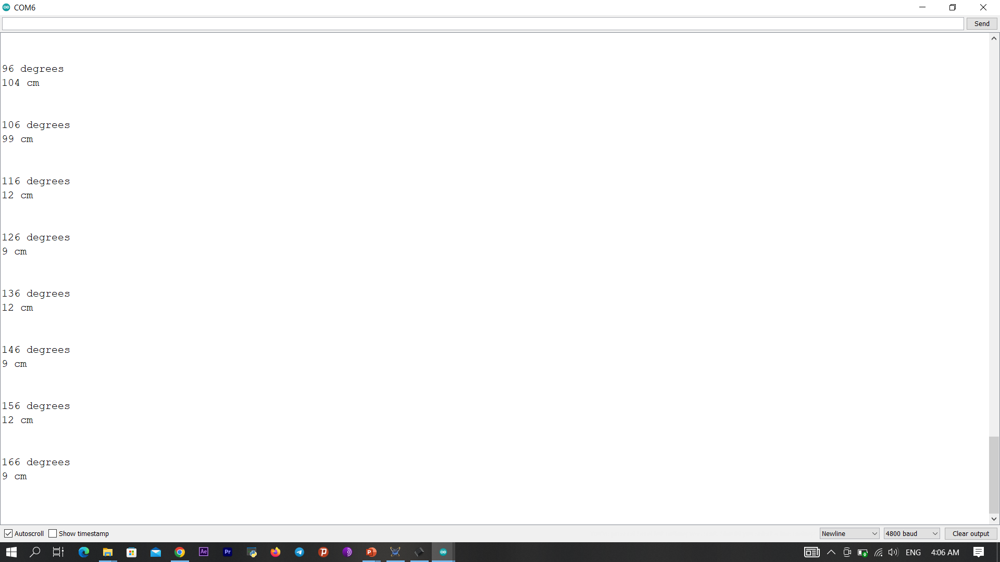 COM6
Send
96 degrees
104 cm
106 degrees
99 cm
116 degrees
12 cm
126 degrees
9 cm
136 degrees
12 cm
146 degrees
9 cm
156 degrees
12 cm
166 degrees
9 cm
Autoscroll Show timestamp Newline 4800 baud Clear output
Ae Pr P ENG 4:06 AM